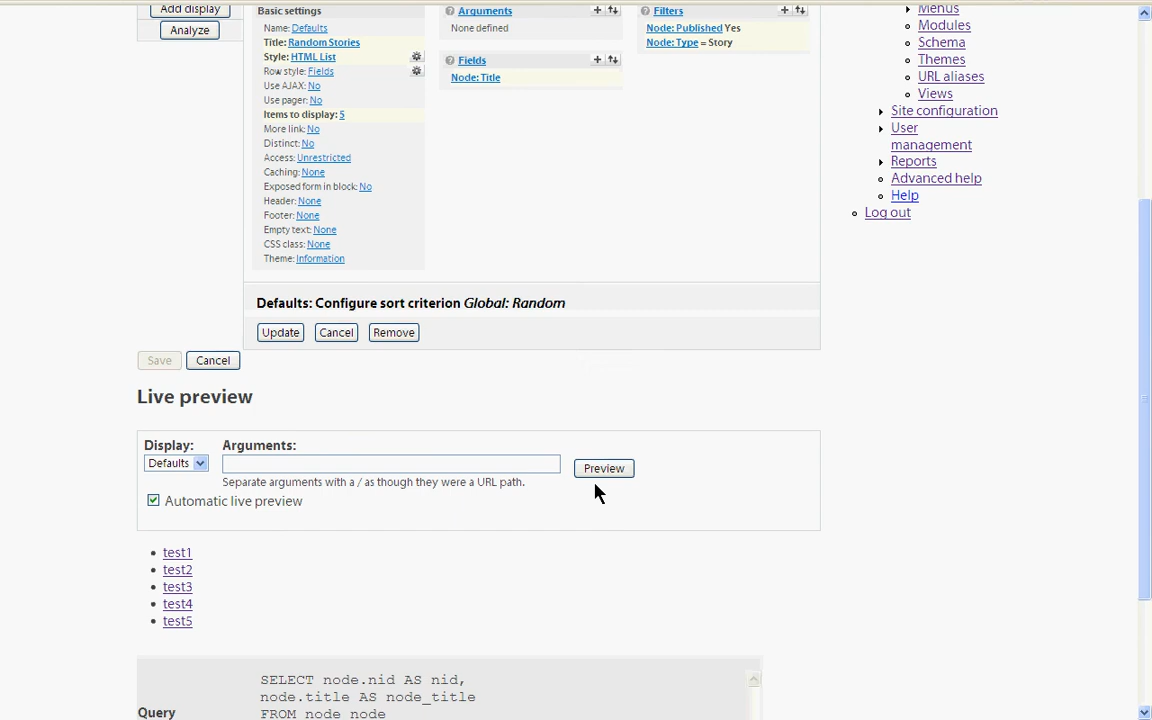 Add display
Analyze
Basic settings
Name: Defaults
Title: Random Stories
Style: HTML List
Row style: Fields
Use AJAX: No
Use pager: No
Items to display: 5
More link: No
Distinct: No
Access: Unrestricted
Caching: None
Exposed form in block: No
Header: None
Footer: None
Empty text: None
CSS class: None
Theme: Information
Arguments
None defined
Fields
Node: Title
Filters
Node: Published Yes
Node: Type = Story
Defaults: Configure sort criterion Global: Random
Update Cancel Remove
Save Cancel
Live preview
Display: Arguments:
Defaults
Preview
Separate arguments with a / as though they were a URL path.
Automatic live preview
test1
test2
test3
test4
test5
Query
SELECT node.nid AS nid,
node.title AS node_title
FROM node node
Menus
Modules
Schema
Themes
URL aliases
Views
Site configuration
User
management
Reports
Advanced help
Help
Log out